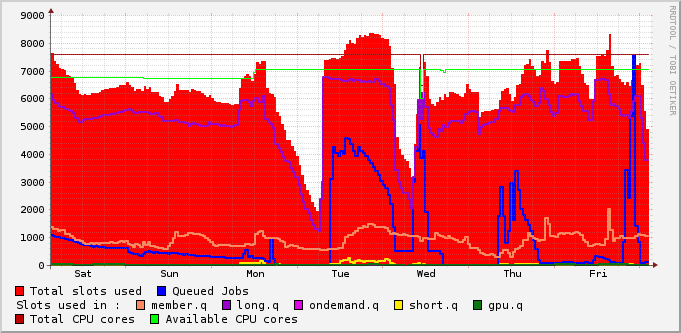 9000
8000
7000
6000
5000
4000
3000
2000
1000
0
Sat Sun Mon Tue Wed Thu Fri
RRDTOOL / TOBI OETIKER
Total slots used Queued Jobs
Slots used in : member.q long.q ondemand.q short.q gpu.q
Total CPU cores Available CPU cores